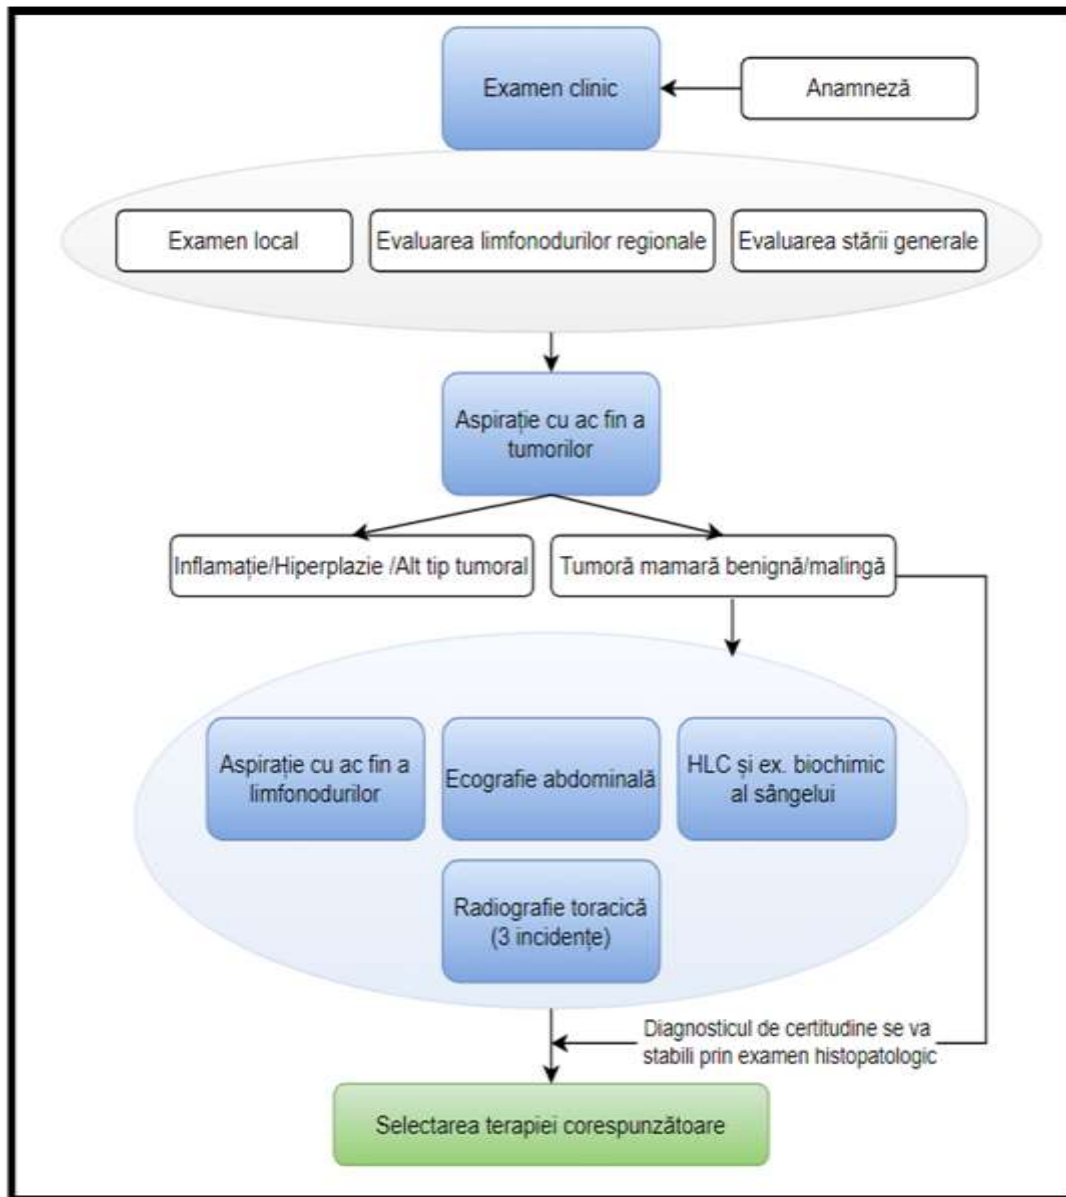 Examen clinic
Anamneză
Examen local
Evaluarea limfonodurilor regionale
Evaluarea stării generale
Aspirație cu ac fin a
tumorilor
Inflamație/Hiperplazie /Alt tip tumoral
Tumoră mamară benignă/malingă
Aspirație cu ac fin a
limfonodurilor
Ecografie abdominală
HLC și ex. biochimic
al sângelui
Radiografie toracică
(3 incidențe)
Diagnosticul de certitudine se va
stabili prin examen histopatologic
Selectarea terapiei corespunzătoare